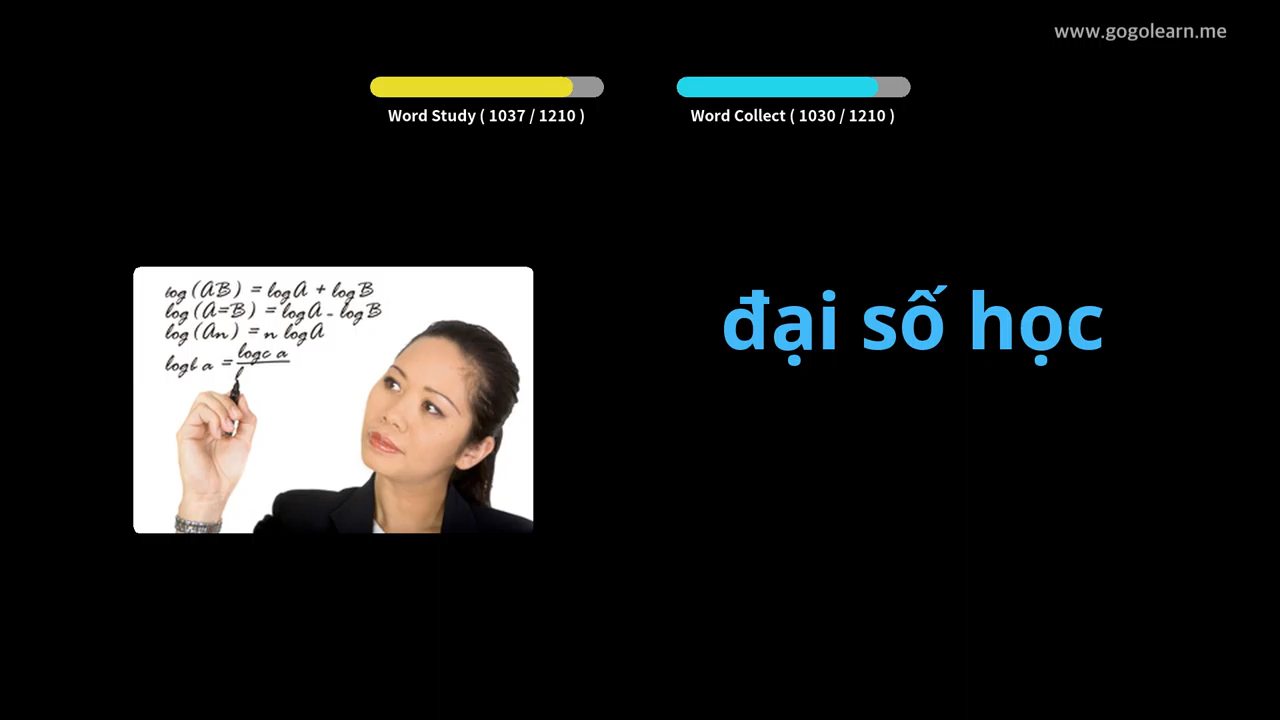 www.gogolearn.me
Word Study ( 1037 / 1210 )
Word Collect ( 1030 / 1210 )
log (AB) = log A + log B
log (A=B) = log A - log B
log (An) = n log A
logb a = logc a
đại số học